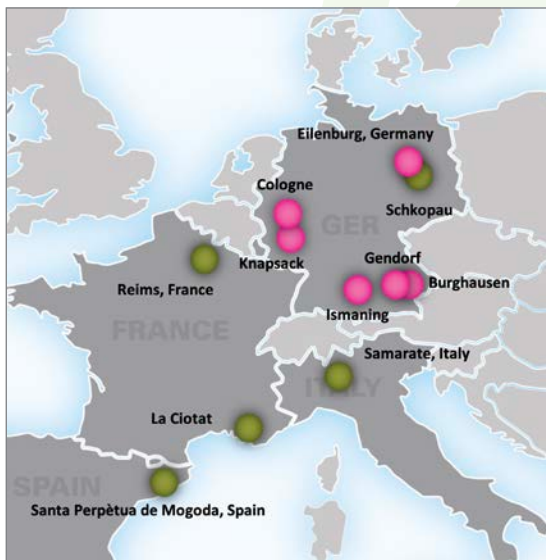 Eilenburg, Germany
Cologne
GER
Schkopau
Knapsack
Gendorf
Burghausen
Reims, France
Ismaning
FRANCE
Samarate, Italy
ITALY
La Ciotat
SPAIN
Santa Perpètua de Mogoda, Spain